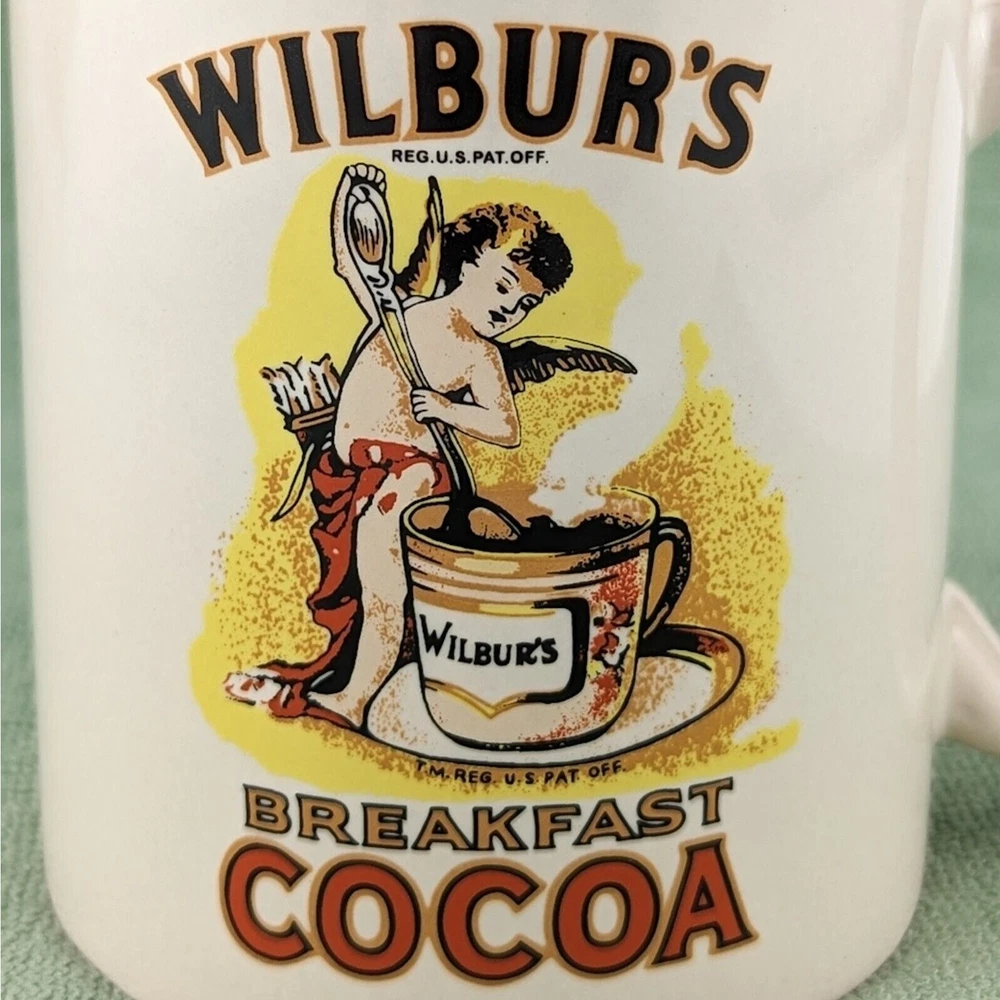 WILBUR'S
REG.U.S.PAT.OFF.
WILBUR'S
T.M. REG. U.S. PAT. OFF.
BREAKFAST
COCOA